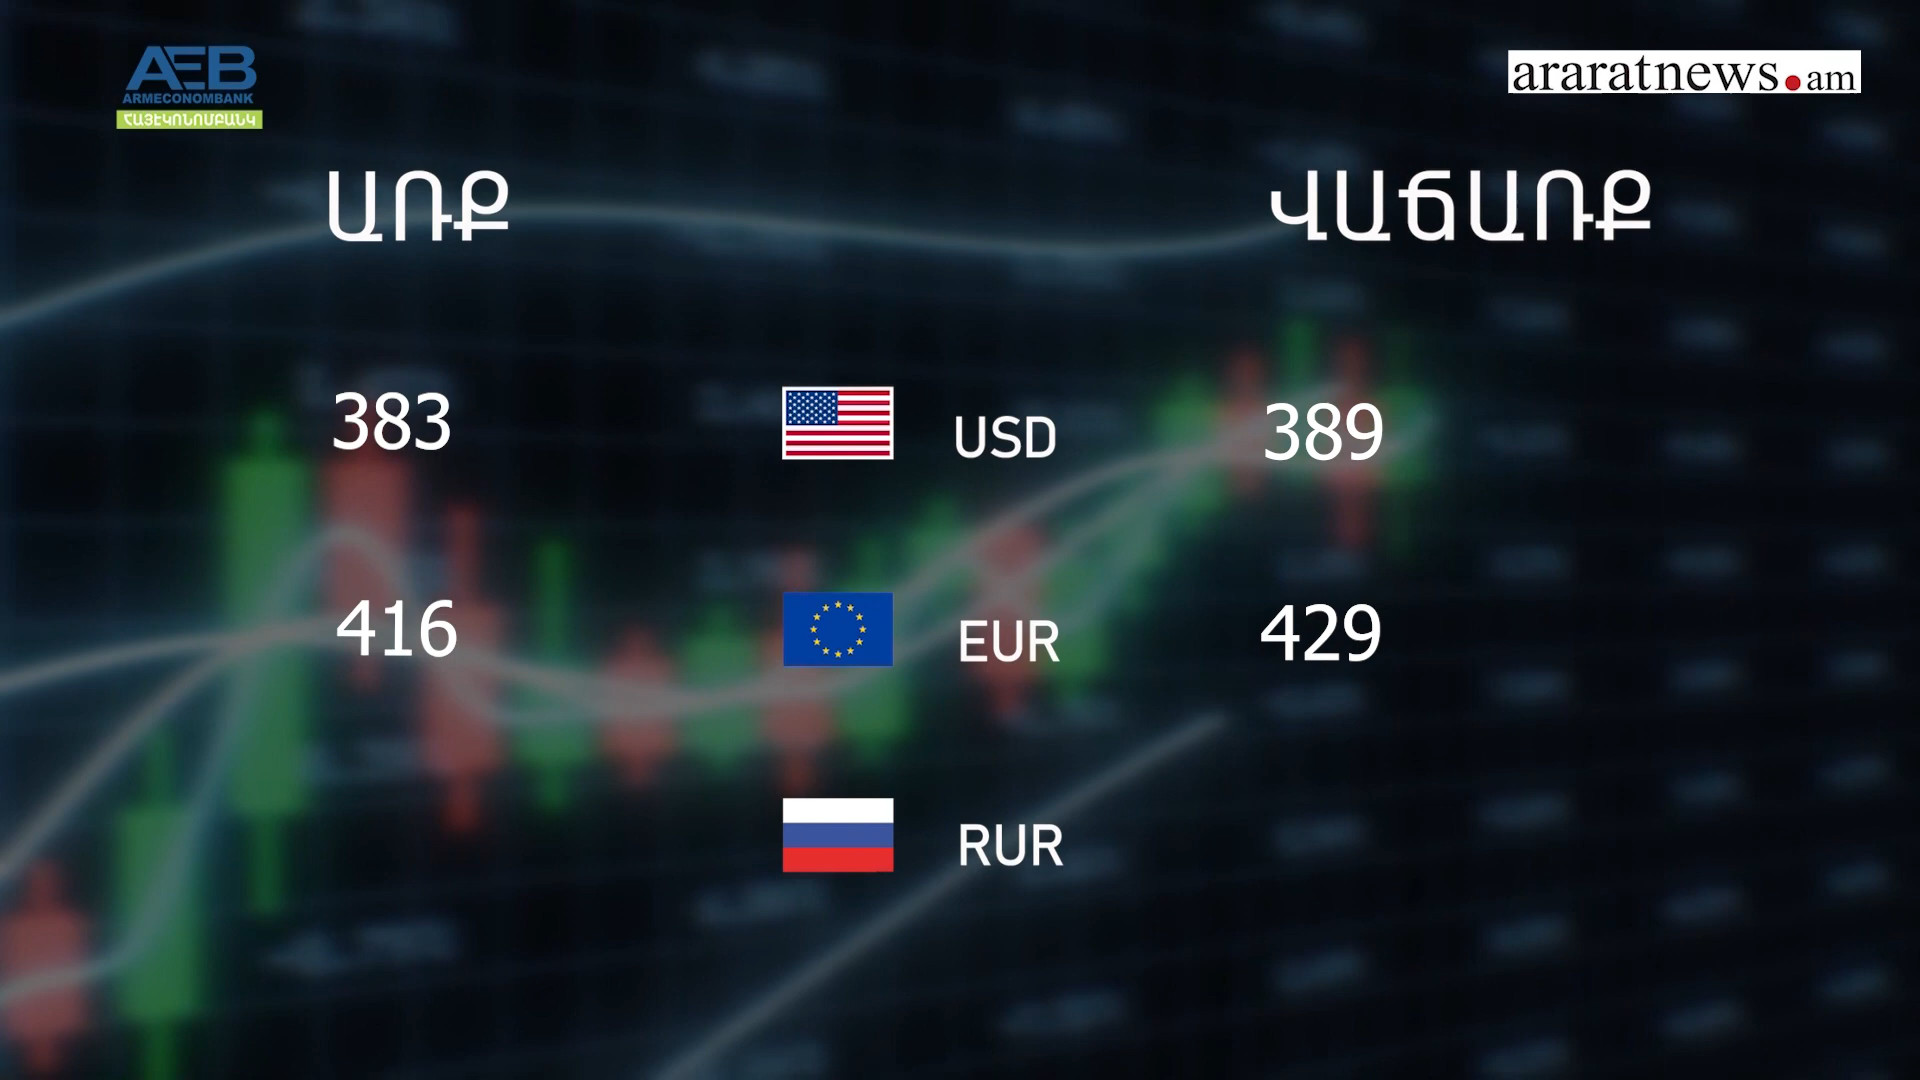 AEB
ARMECONOMBANK
ՀԱՅԷԿՈՆՈՄԲԱՆԿ
araratnews.am
ԱՌՔ ՎԱՃԱՌՔ
383 USD 389
416 EUR 429
RUR